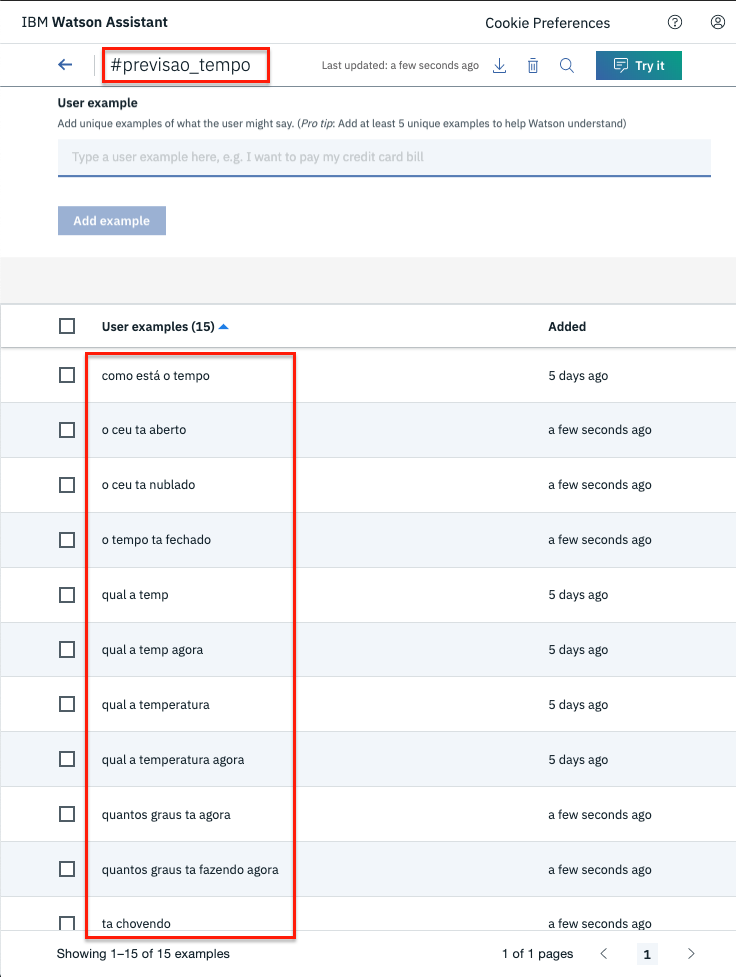 IBM Watson Assistant
Cookie Preferences
#previsao_tempo
Last updated: a few seconds ago
Try it
User example
Add unique examples of what the user might say. (Pro tip: Add at least 5 unique examples to help Watson understand)
Type a user example here, e.g. I want to pay my credit card bill
Add example
User examples (15) Added
como está o tempo 5 days ago
o ceu ta aberto a few seconds ago
o ceu ta nublado a few seconds ago
o tempo ta fechado a few seconds ago
qual a temp 5 days ago
qual a temp agora 5 days ago
qual a temperatura 5 days ago
qual a temperatura agora 5 days ago
quantos graus ta agora a few seconds ago
quantos graus ta fazendo agora a few seconds ago
ta chovendo a few seconds ago
Showing 1–15 of 15 examples 1 of 1 pages 1